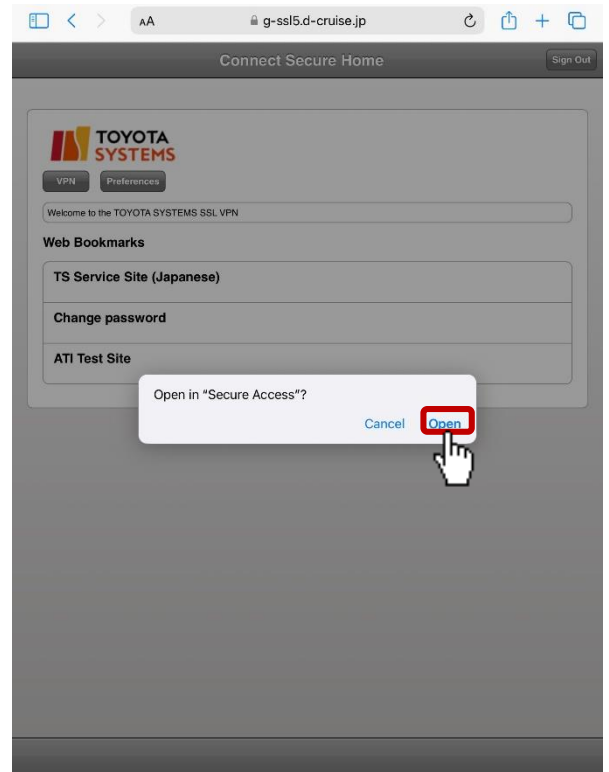 AA
g-ssl5.d-cruise.jp
Connect Secure Home
Sign Out
TOYOTA
SYSTEMS
VPN
Preferences
Welcome to the TOYOTA SYSTEMS SSL VPN
Web Bookmarks
TS Service Site (Japanese)
Change password
ATI Test Site
Open in “Secure Access”?
Cancel
Open